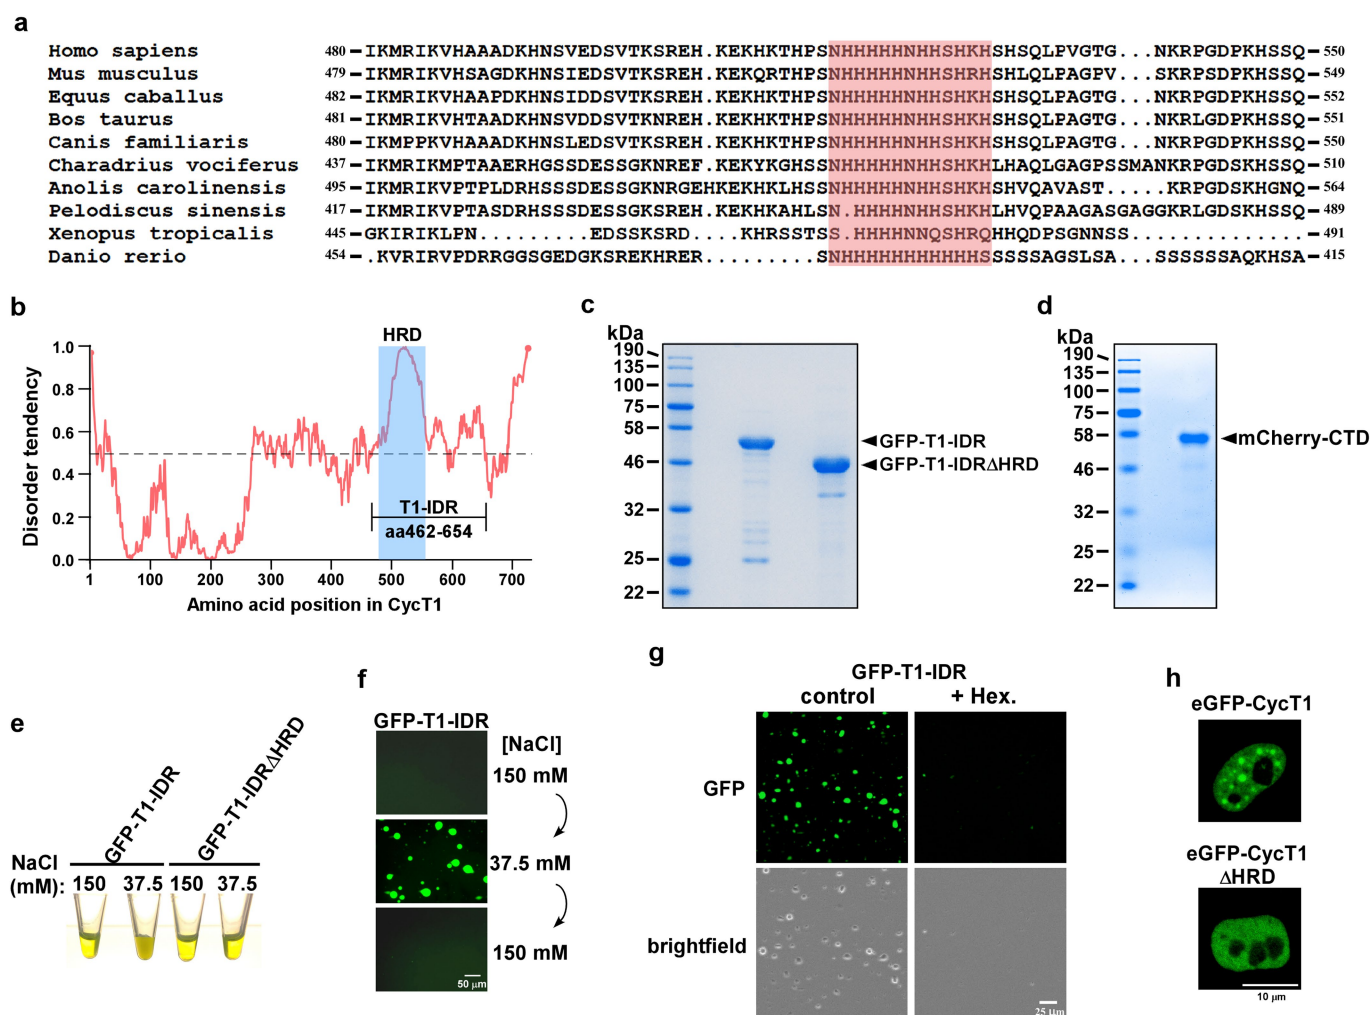 a
Homo sapiens 480 – IKMRIKVHAAADKHNSVEDSVTKSREH.KEKHKTHPSNHHHHHNHHSHKHSHSQLPVGTG...NKRPGDPKHSSQ – 550
Mus musculus 479 – IKMRIKVHSAGDKHNSIEDSVTKSREH.KEKQRTHPSNHHHHHNHHSHRHSHLQLPAGPV...SKRPSDPKHSSQ – 549
Equus caballus 482 – IKMRIKVHAAPDKHNSIDDSVTKSREH.KEKHKTHPSNHHHHHNHHSHKHSHSQLPAGTG...NKRPGDPKHSSQ – 552
Bos taurus 481 – IKMRIKVHTAADKHNSVDDSVTKSREH.KEKHKTHPSNHHHHHNHHSHKHSHSQLPAGTG...NKRLGDPKHSSQ – 551
Canis familiaris 480 – IKMPPKVHAAADKHNSLEDSVTKSREH.KEKHKTHPSNHHHHHNHHSHKHSHSQLPVGTG...NKRPGDPKHSSQ – 550
Charadrius vociferus 437 – IKMRIKMPTAAERHGSSDESSGKNREF.KEKYKGHSSNHHHHHNHHSHKHLHAQLGAGPSSMANKRPGDSKHSSQ – 510
Anolis carolinensis 495 – IKMRIKVPTPLDRHSSSDESSGKNRGEHKEKHKLHSSNHHHHHNHHSHKHSHVQAVAST.....KRPGDSKHGNQ – 564
Pelodiscus sinensis 417 – IKMRIKVPTASDRHSSSDESSGKSREH.KEKHKAHLSN.HHHHNHHSHKHLHVQPAAGASGAGGKRLGDSKHSSQ – 489
Xenopus tropicalis 445 – GKIRIKLPN.........EDSSKSRD....KHRSSTSS.HHHHNNQSHRQHHQDPSGNNSS.............. – 491
Danio rerio 454 – .KVRIRVPDRRGGSGEDGKSREKHRER.........SNHHHHHHHHHHHHSSSSSAGSLSA...SSSSSSAQKHSA – 415
b
HRD
Disorder tendency
1.0
0.8
0.6
0.4
0.2
0.0
T1-IDR
aa462-654
1 100 200 300 400 500 600 700
Amino acid position in CycT1
c
kDa
190
135
100
75
58
46
32
25
22
GFP-T1-IDR
GFP-T1-IDRΔHRD
d
kDa
190
135
100
75
58
46
32
25
22
mCherry-CTD
e
GFP-T1-IDR GFP-T1-IDRΔHRD
NaCl
(mM): 150 37.5 150 37.5
f
GFP-T1-IDR
[NaCl]
150 mM
37.5 mM
150 mM
50 μm
g
GFP-T1-IDR
control + Hex.
GFP
brightfield
25 μm
h
eGFP-CycT1
eGFP-CycT1
ΔHRD
10 μm